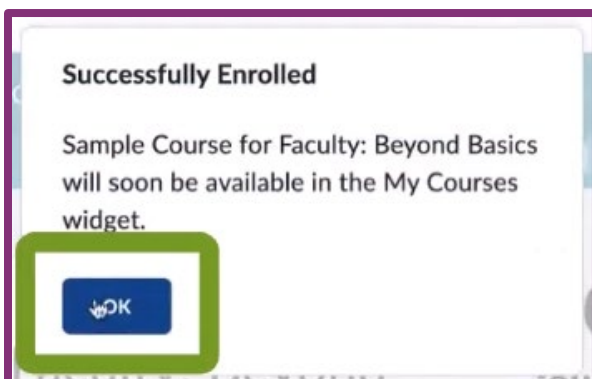 Successfully Enrolled
Sample Course for Faculty: Beyond Basics
will soon be available in the My Courses
widget.
OK